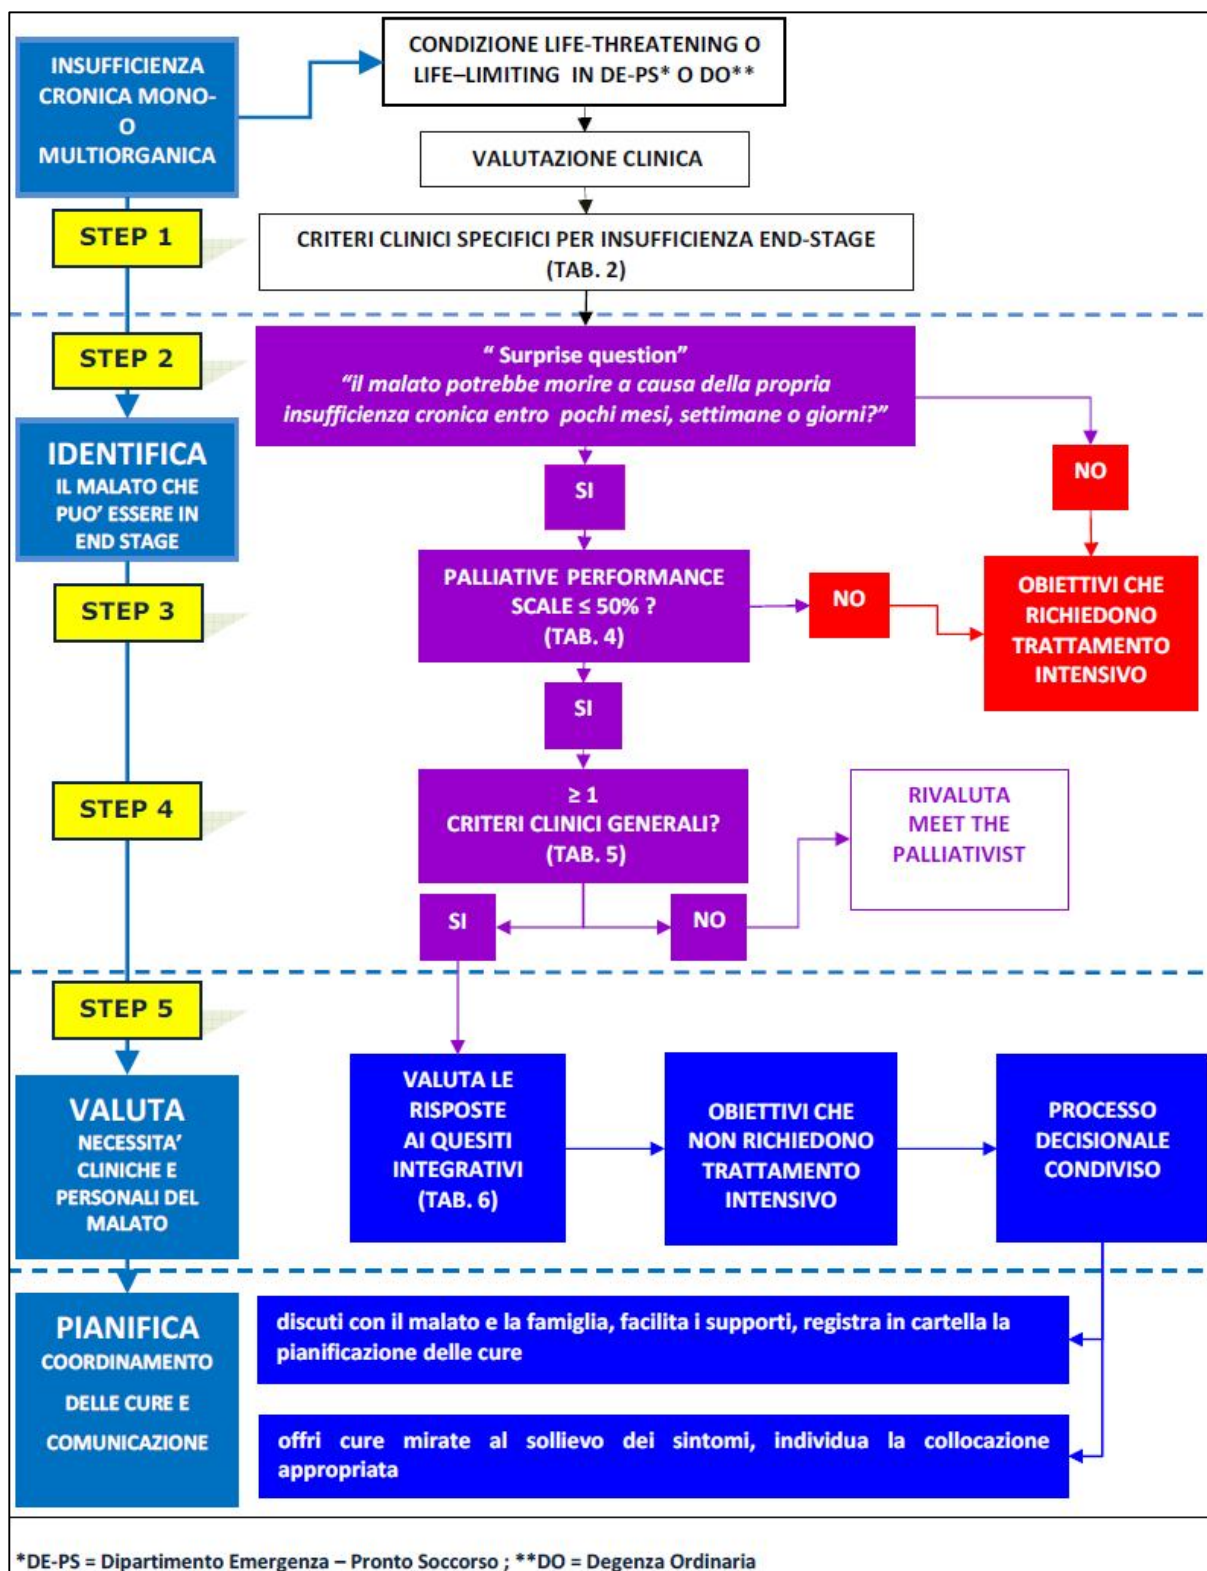 INSUFFICIENZA
CRONICA MONO-
O
MULTIORGANICA
CONDIZIONE LIFE-THREATENING O
LIFE–LIMITING IN DE-PS* O DO**
VALUTAZIONE CLINICA
STEP 1
CRITERI CLINICI SPECIFICI PER INSUFFICIENZA END-STAGE
(TAB. 2)
STEP 2
“ Surprise question”
“il malato potrebbe morire a causa della propria
insufficienza cronica entro pochi mesi, settimane o giorni?”
IDENTIFICA
IL MALATO CHE
PUO’ ESSERE IN
END STAGE
SI
NO
STEP 3
PALLIATIVE PERFORMANCE
SCALE ≤ 50% ?
(TAB. 4)
NO
OBIETTIVI CHE
RICHIEDONO
TRATTAMENTO
INTENSIVO
SI
STEP 4
≥ 1
CRITERI CLINICI GENERALI?
(TAB. 5)
RIVALUTA
MEET THE
PALLIATIVIST
SI
NO
STEP 5
VALUTA
NECESSITA’
CLINICHE E
PERSONALI DEL
MALATO
VALUTA LE
RISPOSTE
AI QUESITI
INTEGRATIVI
(TAB. 6)
OBIETTIVI CHE
NON RICHIEDONO
TRATTAMENTO
INTENSIVO
PROCESSO
DECISIONALE
CONDIVISO
PIANIFICA
COORDINAMENTO
DELLE CURE E
COMUNICAZIONE
discuti con il malato e la famiglia, facilita i supporti, registra in cartella la
pianificazione delle cure
offri cure mirate al sollievo dei sintomi, individua la collocazione
appropriata
*DE-PS = Dipartimento Emergenza – Pronto Soccorso ; **DO = Degenza Ordinaria